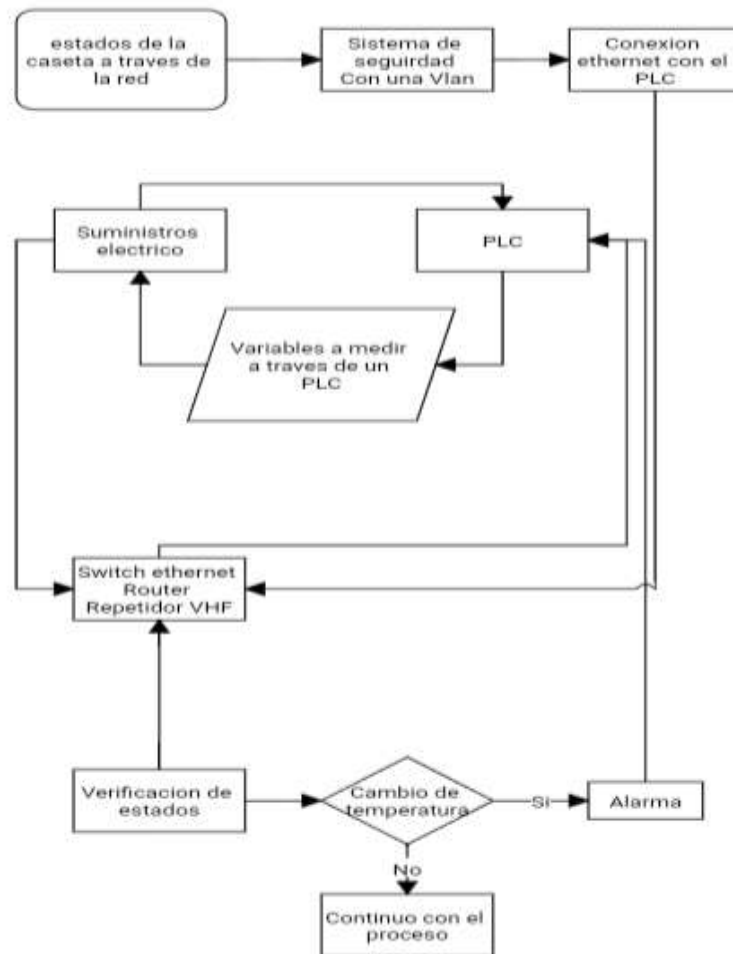 estados de la
caseta a traves de
la red
Sistema de
seguirdad
Con una Vlan
Conexion
ethernet con el
PLC
Suministros
electrico
PLC
Variables a medir
a traves de un
PLC
Switch ethernet
Router
Repetidor VHF
Verificacion de
estados
Cambio de
temperatura
Si
Alarma
No
Continuo con el
proceso